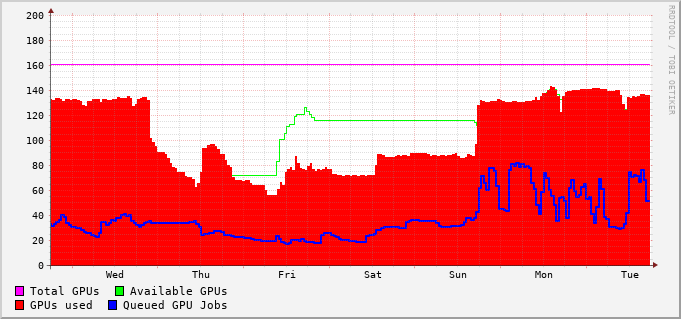 200
180
160
140
120
100
80
60
40
20
0
Wed Thu Fri Sat Sun Mon Tue
Total GPUs Available GPUs
GPUs used Queued GPU Jobs
RRDTOOL / TOBI OETIKER